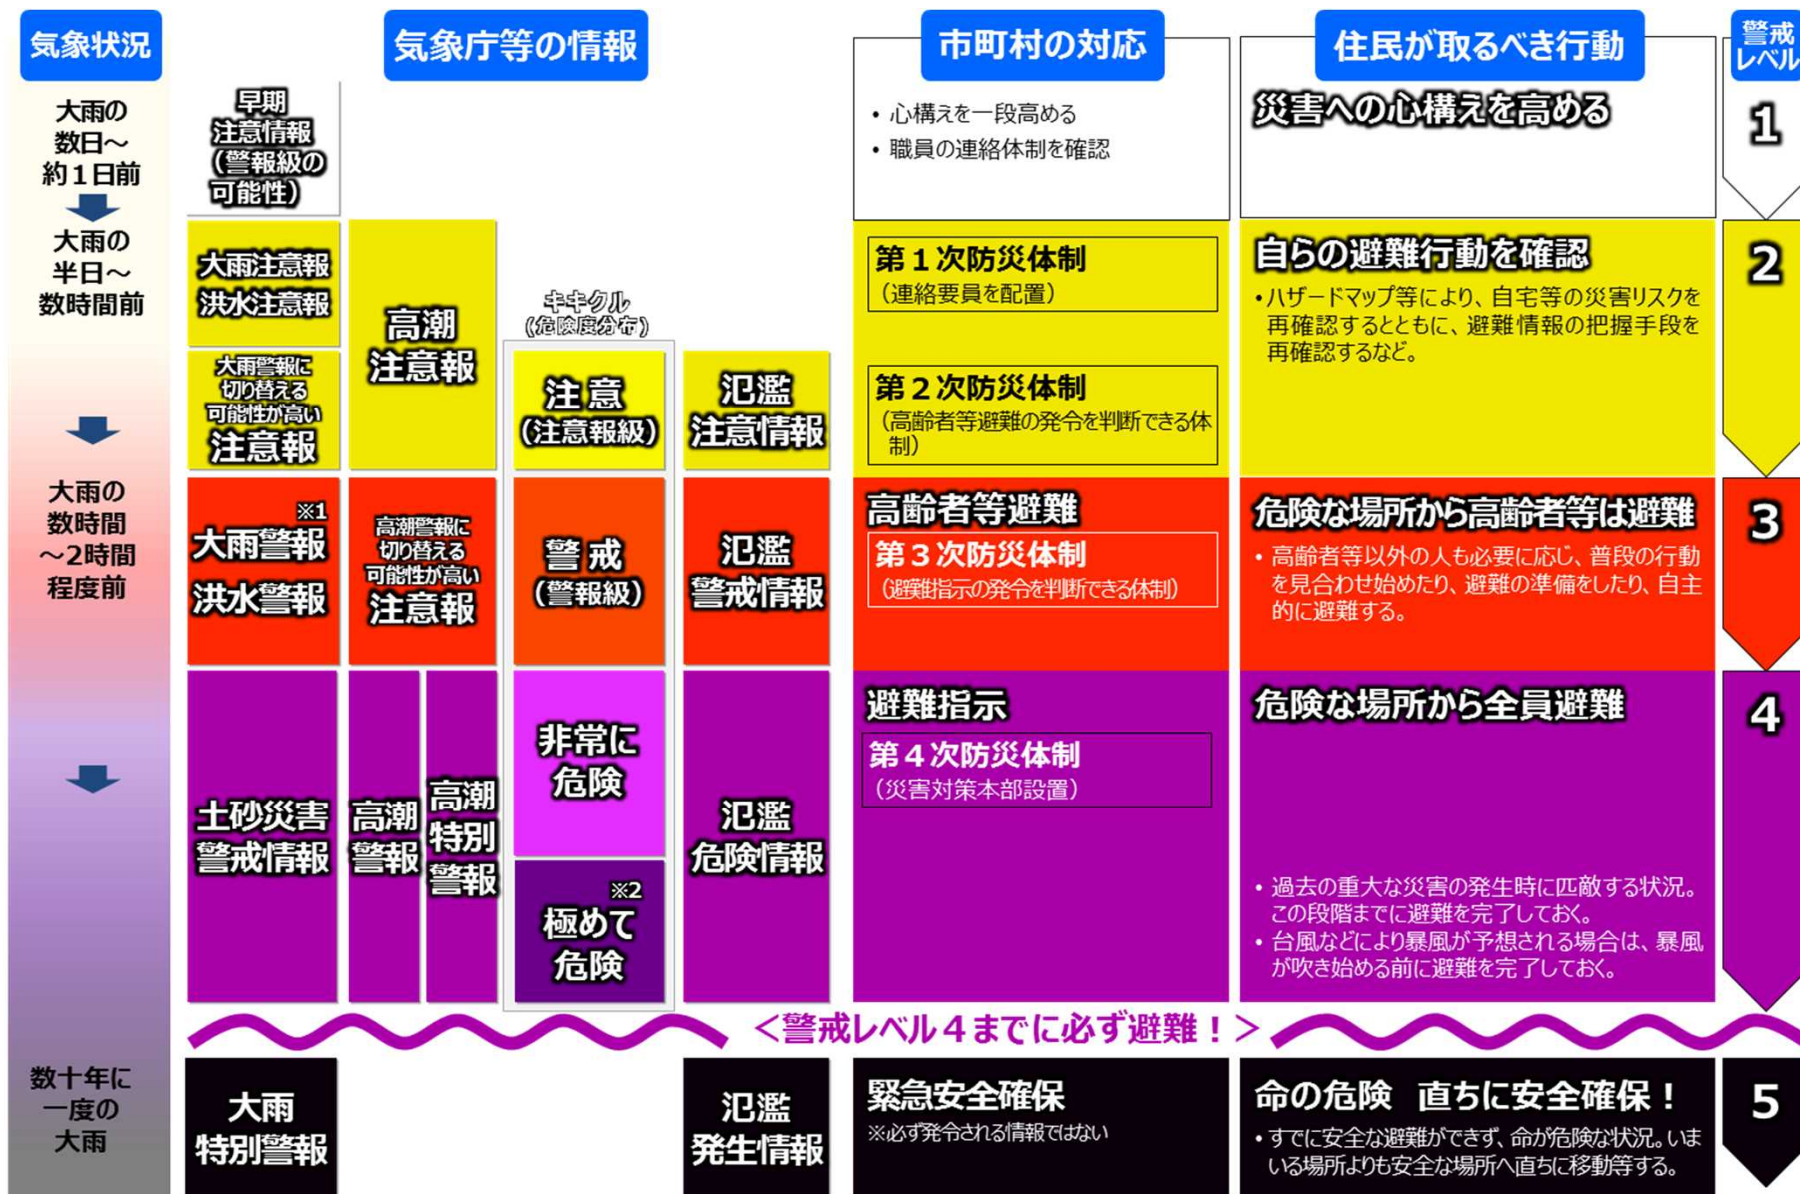 気象状況
気象庁等の情報
市町村の対応
住民が取るべき行動
警戒
レベル
大雨の
数日～
約１日前
早期
注意情報
（警報級の
可能性）
• 心構えを一段高める
• 職員の連絡体制を確認
災害への心構えを高める
1
大雨の
半日～
数時間前
大雨注意報
洪水注意報
大雨警報に
切り替える
可能性が高い
注意報
高潮
注意報
キキクル
（危険度分布）
注意
（注意報級）
氾濫
注意情報
第１次防災体制
（連絡要員を配置）
第２次防災体制
（高齢者等避難の発令を判断できる体
制）
自らの避難行動を確認
• ハザードマップ等により、自宅等の災害リスクを
再確認するとともに、避難情報の把握手段を
再確認するなど。
2
大雨の
数時間
～2時間
程度前
※1
大雨警報
洪水警報
高潮警報に
切り替える
可能性が高い
注意報
警戒
（警報級）
氾濫
警戒情報
高齢者等避難
第３次防災体制
（避難指示の発令を判断できる体制）
危険な場所から高齢者等は避難
• 高齢者等以外の人も必要に応じ、普段の行動
を見合わせ始めたり、避難の準備をしたり、自主
的に避難する。
3
土砂災害
警戒情報
高潮
警報
高潮
特別
警報
非常に
危険
※2
極めて
危険
氾濫
危険情報
避難指示
第４次防災体制
（災害対策本部設置）
危険な場所から全員避難
• 過去の重大な災害の発生時に匹敵する状況。
この段階までに避難を完了しておく。
• 台風などにより暴風が予想される場合は、暴風
が吹き始める前に避難を完了しておく。
4
＜警戒レベル４までに必ず避難！＞
数十年に
一度の
大雨
大雨
特別警報
氾濫
発生情報
緊急安全確保
※必ず発令される情報ではない
命の危険 直ちに安全確保！
• すでに安全な避難ができず、命が危険な状況。いま
いる場所よりも安全な場所へ直ちに移動等する。
5